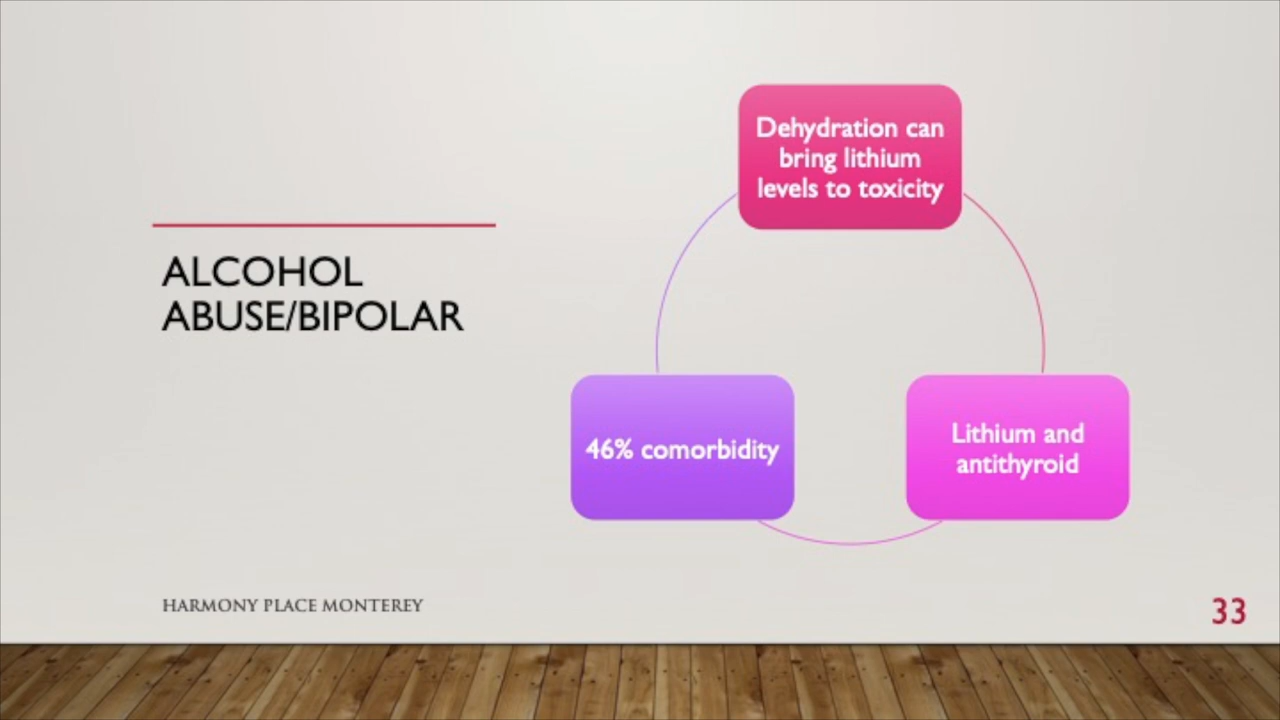 ALCOHOL
ABUSE/BIPOLAR
Dehydration can
bring lithium
levels to toxicity
46% comorbidity
Lithium and
antithyroid
HARMONY PLACE MONTEREY
33